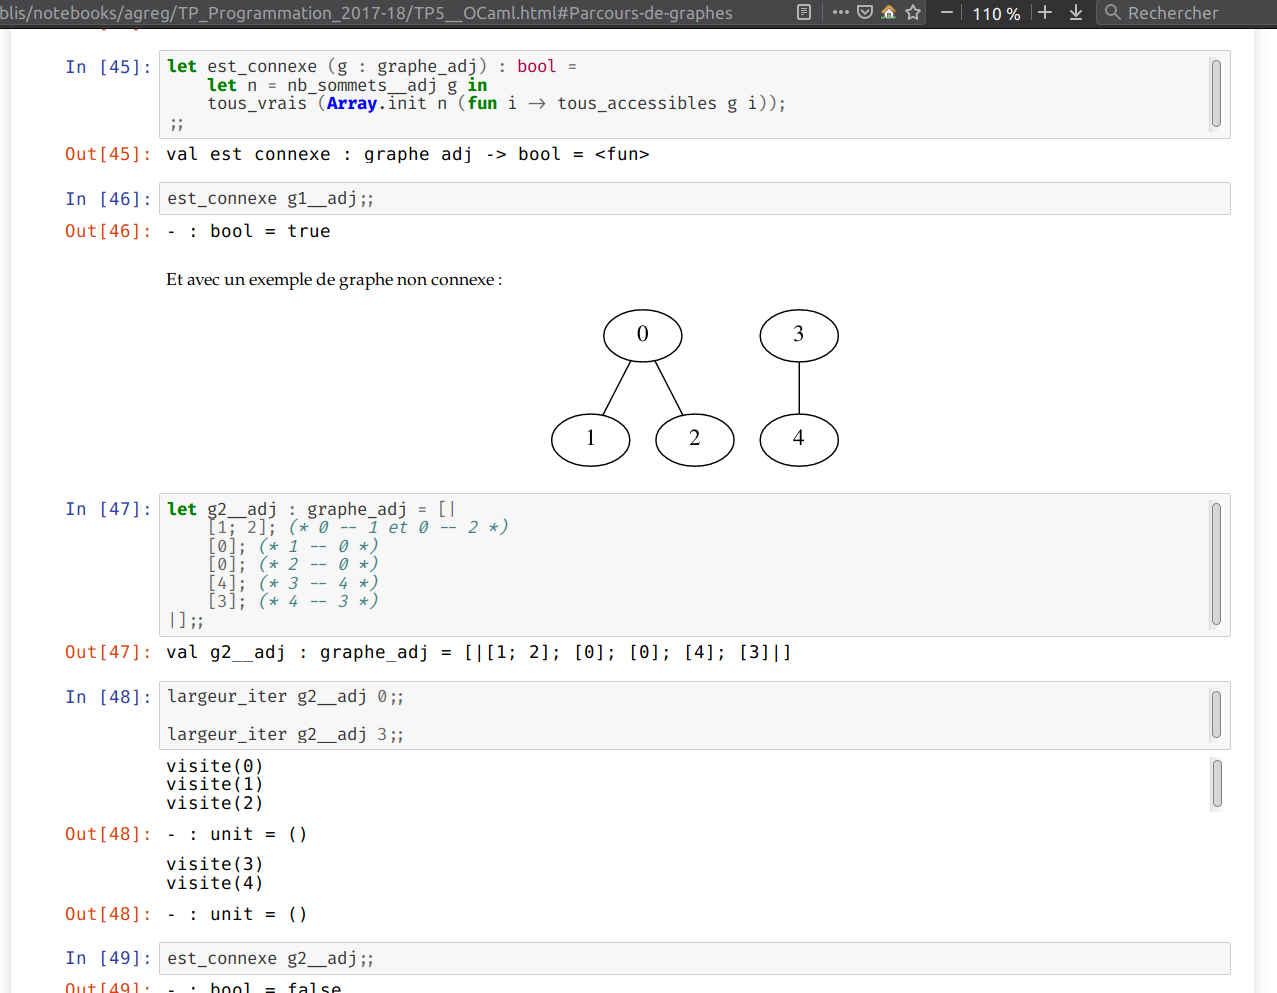 blis/notebooks/agreg/TP_Programmation_2017-18/TP5__OCaml.html#Parcours-de-graphes 110 % Rechercher
In [45]: let est_connexe (g : graphe_adj) : bool =
let n = nb_sommets__adj g in
tous_vrais (Array.init n (fun i -> tous_accessibles g i));
;;
Out[45]: val est connexe : graphe adj -> bool = <fun>
In [46]: est_connexe g1__adj;;
Out[46]: - : bool = true
Et avec un exemple de graphe non connexe :
0 3
1 2 4
In [47]: let g2__adj : graphe_adj = [|
[1; 2]; (* 0 -- 1 et 0 -- 2 *)
[0]; (* 1 -- 0 *)
[0]; (* 2 -- 0 *)
[4]; (* 3 -- 4 *)
[3]; (* 4 -- 3 *)
|];;
Out[47]: val g2__adj : graphe_adj = [|[1; 2]; [0]; [0]; [4]; [3]|]
In [48]: largeur_iter g2__adj 0;;
largeur_iter g2__adj 3;;
visite(0)
visite(1)
visite(2)
Out[48]: - : unit = ()
visite(3)
visite(4)
Out[48]: - : unit = ()
In [49]: est_connexe g2__adj;;
Out[49]: - : bool = false